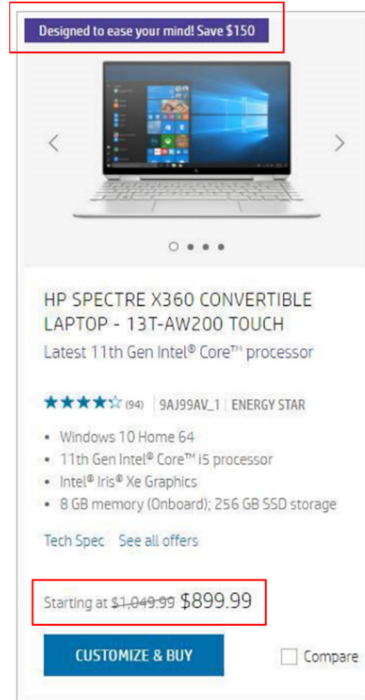 Designed to ease your mind! Save $150
HP SPECTRE X360 CONVERTIBLE
LAPTOP - 13T-AW200 TOUCH
Latest 11th Gen Intel® Core™ processor
(94) 9AJ99AV_1 ENERGY STAR
• Windows 10 Home 64
• 11th Gen Intel® Core™ i5 processor
• Intel® Iris® Xe Graphics
• 8 GB memory (Onboard); 256 GB SSD storage
Tech Spec See all offers
Starting at $1,049.99 $899.99
CUSTOMIZE & BUY Compare